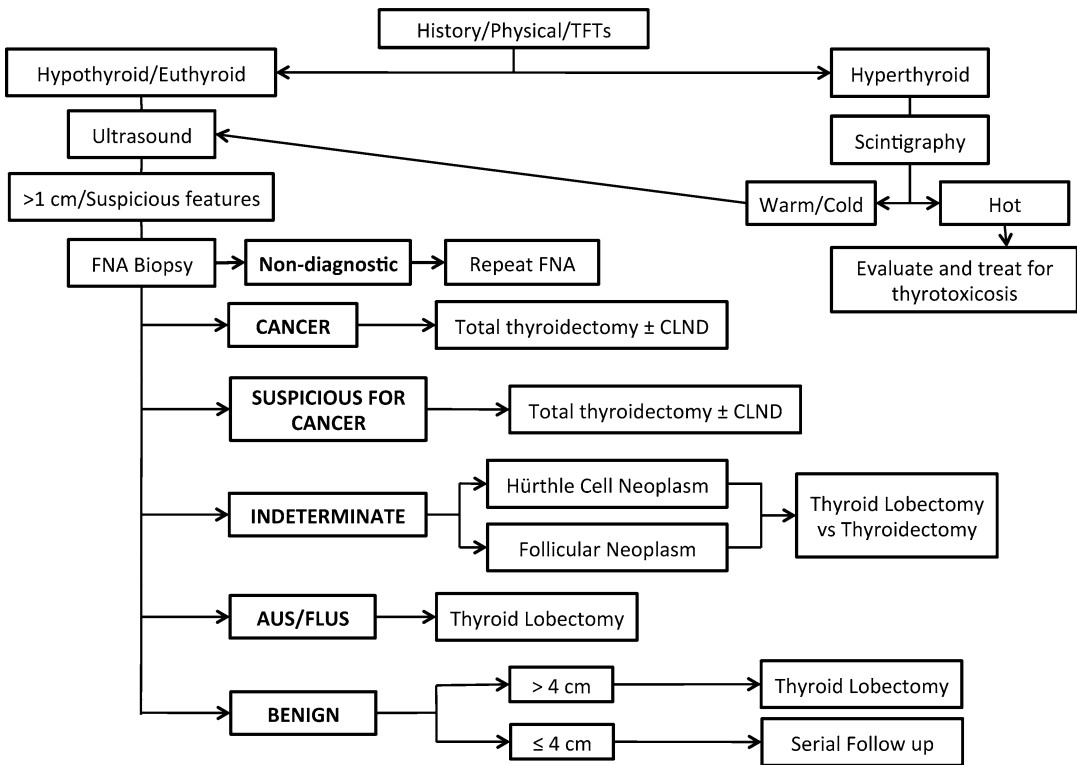 History/Physical/TFTs
Hypothyroid/Euthyroid
Hyperthyroid
Ultrasound
Scintigraphy
>1 cm/Suspicious features
Warm/Cold
Hot
FNA Biopsy
Non-diagnostic
Repeat FNA
Evaluate and treat for
thyrotoxicosis
CANCER
Total thyroidectomy ± CLND
SUSPICIOUS FOR
CANCER
Total thyroidectomy ± CLND
INDETERMINATE
Hürthle Cell Neoplasm
Follicular Neoplasm
Thyroid Lobectomy
vs Thyroidectomy
AUS/FLUS
Thyroid Lobectomy
BENIGN
> 4 cm
Thyroid Lobectomy
≤ 4 cm
Serial Follow up